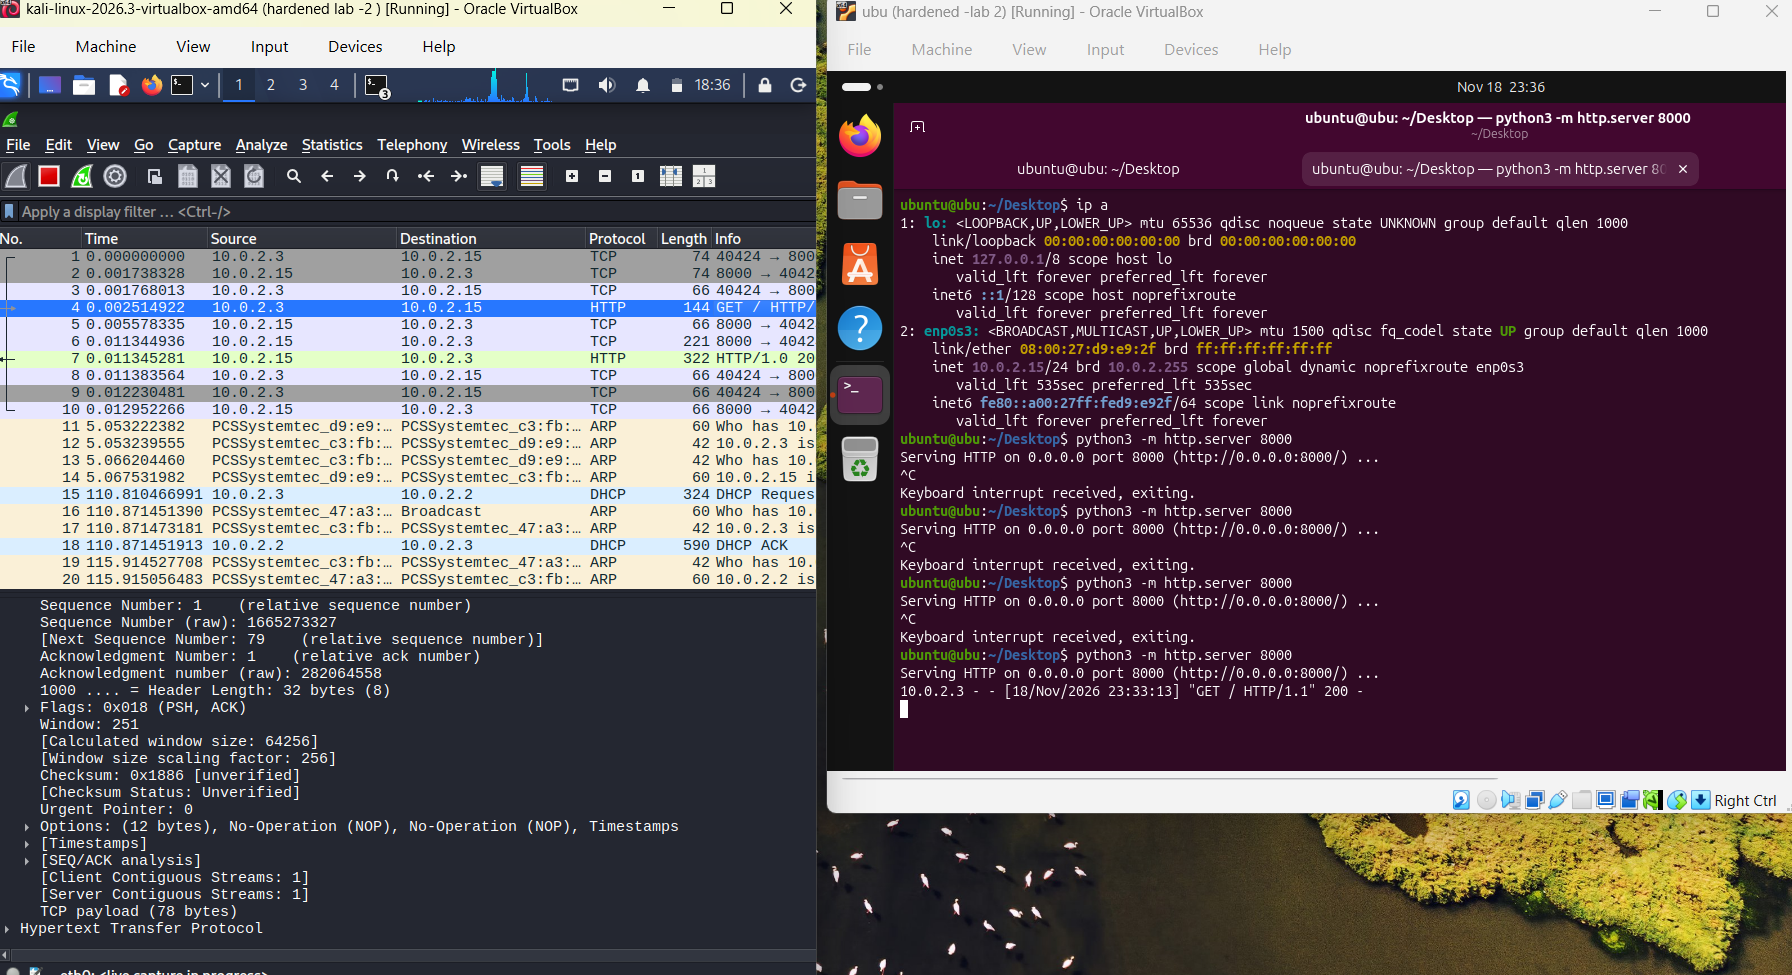 kali-linux-2026.3-virtualbox-amd64 (hardened lab -2 ) [Running] - Oracle VirtualBox
File Machine View Input Devices Help
1 2 3 4 3 18:36
File Edit View Go Capture Analyze Statistics Telephony Wireless Tools Help
Apply a display filter ... <Ctrl-/>
No. Time Source Destination Protocol Length Info
1 0.000000000 10.0.2.3 10.0.2.15 TCP 74 40424 → 800
2 0.001738328 10.0.2.15 10.0.2.3 TCP 74 8000 → 4042
3 0.001768013 10.0.2.3 10.0.2.15 TCP 66 40424 → 800
4 0.002514922 10.0.2.3 10.0.2.15 HTTP 144 GET / HTTP/
5 0.005578335 10.0.2.15 10.0.2.3 TCP 66 8000 → 4042
6 0.011344936 10.0.2.15 10.0.2.3 TCP 221 8000 → 4042
7 0.011345281 10.0.2.15 10.0.2.3 HTTP 322 HTTP/1.0 20
8 0.011383564 10.0.2.3 10.0.2.15 TCP 66 40424 → 800
9 0.012230481 10.0.2.3 10.0.2.15 TCP 66 40424 → 800
10 0.012952266 10.0.2.15 10.0.2.3 TCP 66 8000 → 4042
11 5.053222382 PCSSystemtec_d9:e9:… PCSSystemtec_c3:fb:… ARP 60 Who has 10.
12 5.053239555 PCSSystemtec_c3:fb:… PCSSystemtec_d9:e9:… ARP 42 10.0.2.3 is
13 5.066204460 PCSSystemtec_c3:fb:… PCSSystemtec_d9:e9:… ARP 42 Who has 10.
14 5.067531982 PCSSystemtec_d9:e9:… PCSSystemtec_c3:fb:… ARP 60 10.0.2.15 i
15 110.810466991 10.0.2.3 10.0.2.2 DHCP 324 DHCP Reques
16 110.871451390 PCSSystemtec_47:a3:… Broadcast ARP 60 Who has 10.
17 110.871473181 PCSSystemtec_c3:fb:… PCSSystemtec_47:a3:… ARP 42 10.0.2.3 is
18 110.871451913 10.0.2.2 10.0.2.3 DHCP 590 DHCP ACK
19 115.914527708 PCSSystemtec_c3:fb:… PCSSystemtec_47:a3:… ARP 42 Who has 10.
20 115.915056483 PCSSystemtec_47:a3:… PCSSystemtec_c3:fb:… ARP 60 10.0.2.2 is
Sequence Number: 1 (relative sequence number)
Sequence Number (raw): 1665273327
[Next Sequence Number: 79 (relative sequence number)]
Acknowledgment Number: 1 (relative ack number)
Acknowledgment number (raw): 282064558
1000 .... = Header Length: 32 bytes (8)
Flags: 0x018 (PSH, ACK)
Window: 251
[Calculated window size: 64256]
[Window size scaling factor: 256]
Checksum: 0x1886 [unverified]
[Checksum Status: Unverified]
Urgent Pointer: 0
Options: (12 bytes), No-Operation (NOP), No-Operation (NOP), Timestamps
[Timestamps]
[SEQ/ACK analysis]
[Client Contiguous Streams: 1]
[Server Contiguous Streams: 1]
TCP payload (78 bytes)
Hypertext Transfer Protocol
eth0: <live capture in progress>
ubu (hardened -lab 2) [Running] - Oracle VirtualBox
File Machine View Input Devices Help
Nov 18 23:36
ubuntu@ubu: ~/Desktop — python3 -m http.server 8000
~/Desktop
ubuntu@ubu: ~/Desktop
ubuntu@ubu: ~/Desktop — python3 -m http.server 80
ubuntu@ubu:~/Desktop$ ip a
1: lo: <LOOPBACK,UP,LOWER_UP> mtu 65536 qdisc noqueue state UNKNOWN group default qlen 1000
link/loopback 00:00:00:00:00:00 brd 00:00:00:00:00:00
inet 127.0.0.1/8 scope host lo
valid_lft forever preferred_lft forever
inet6 ::1/128 scope host noprefixroute
valid_lft forever preferred_lft forever
2: enp0s3: <BROADCAST,MULTICAST,UP,LOWER_UP> mtu 1500 qdisc fq_codel state UP group default qlen 1000
link/ether 08:00:27:d9:e9:2f brd ff:ff:ff:ff:ff:ff
inet 10.0.2.15/24 brd 10.0.2.255 scope global dynamic noprefixroute enp0s3
valid_lft 535sec preferred_lft 535sec
inet6 fe80::a00:27ff:fed9:e92f/64 scope link noprefixroute
valid_lft forever preferred_lft forever
ubuntu@ubu:~/Desktop$ python3 -m http.server 8000
Serving HTTP on 0.0.0.0 port 8000 (http://0.0.0.0:8000/) ...
^C
Keyboard interrupt received, exiting.
ubuntu@ubu:~/Desktop$ python3 -m http.server 8000
Serving HTTP on 0.0.0.0 port 8000 (http://0.0.0.0:8000/) ...
^C
Keyboard interrupt received, exiting.
ubuntu@ubu:~/Desktop$ python3 -m http.server 8000
Serving HTTP on 0.0.0.0 port 8000 (http://0.0.0.0:8000/) ...
^C
Keyboard interrupt received, exiting.
ubuntu@ubu:~/Desktop$ python3 -m http.server 8000
Serving HTTP on 0.0.0.0 port 8000 (http://0.0.0.0:8000/) ...
10.0.2.3 - - [18/Nov/2026 23:33:13] "GET / HTTP/1.1" 200 -
Right Ctrl